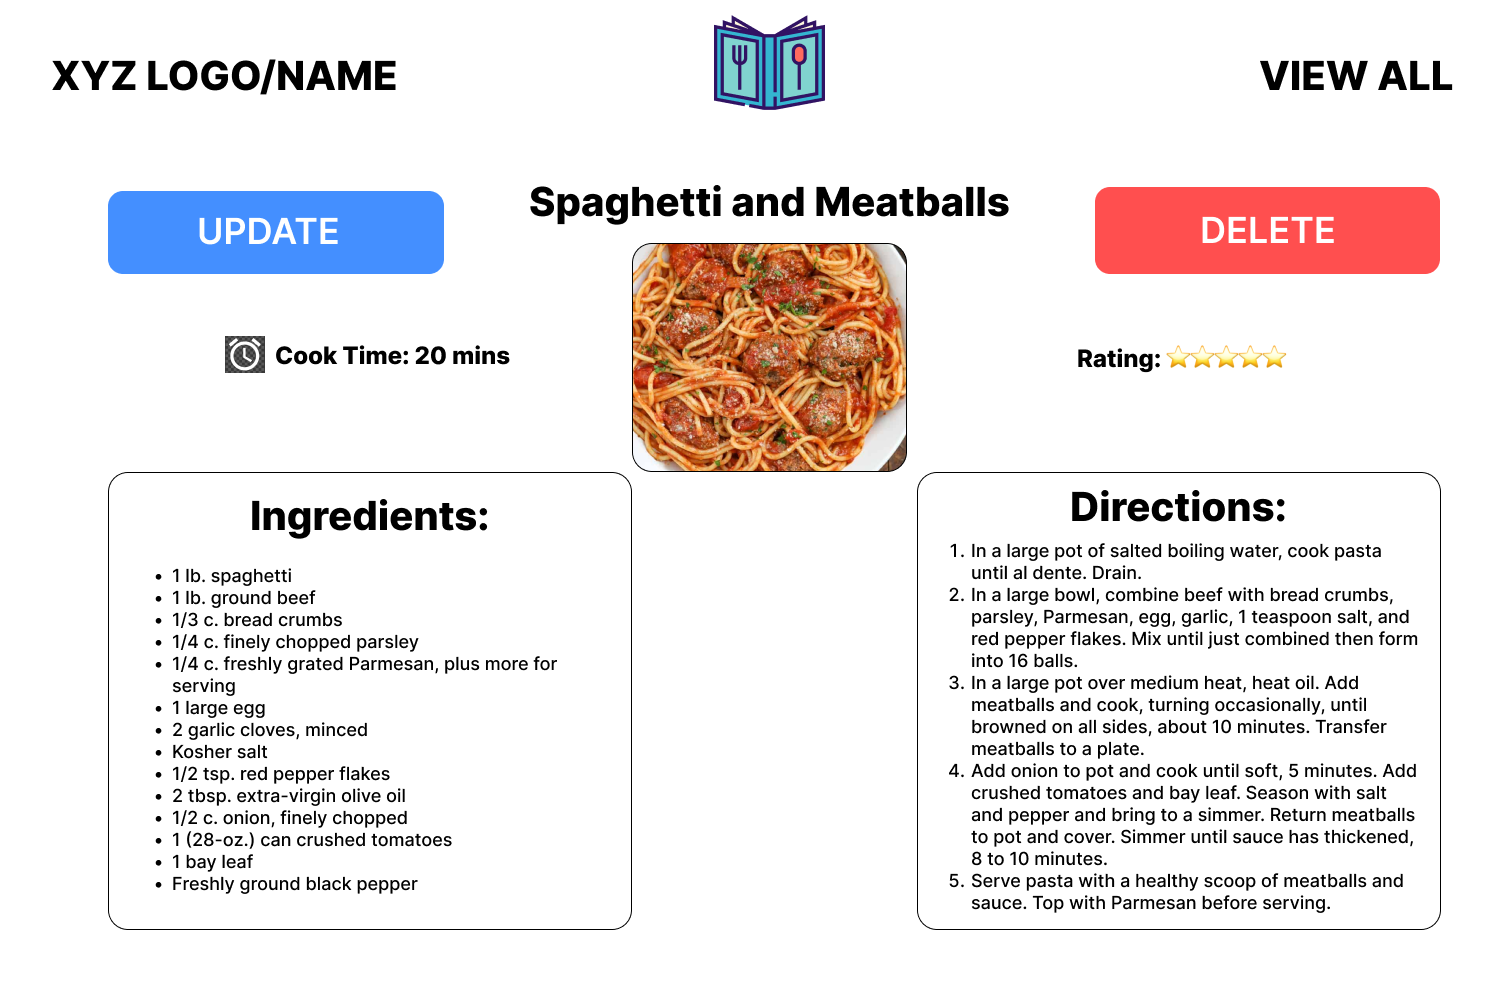 XYZ LOGO/NAME
VIEW ALL
UPDATE
Spaghetti and Meatballs
DELETE
Cook Time: 20 mins
Rating: ⭐⭐⭐⭐⭐
Ingredients:
• 1 lb. spaghetti
• 1 lb. ground beef
• 1/3 c. bread crumbs
• 1/4 c. finely chopped parsley
• 1/4 c. freshly grated Parmesan, plus more for
serving
• 1 large egg
• 2 garlic cloves, minced
• Kosher salt
• 1/2 tsp. red pepper flakes
• 2 tbsp. extra-virgin olive oil
• 1/2 c. onion, finely chopped
• 1 (28-oz.) can crushed tomatoes
• 1 bay leaf
• Freshly ground black pepper
Directions:
1. In a large pot of salted boiling water, cook pasta
until al dente. Drain.
2. In a large bowl, combine beef with bread crumbs,
parsley, Parmesan, egg, garlic, 1 teaspoon salt, and
red pepper flakes. Mix until just combined then form
into 16 balls.
3. In a large pot over medium heat, heat oil. Add
meatballs and cook, turning occasionally, until
browned on all sides, about 10 minutes. Transfer
meatballs to a plate.
4. Add onion to pot and cook until soft, 5 minutes. Add
crushed tomatoes and bay leaf. Season with salt
and pepper and bring to a simmer. Return meatballs
to pot and cover. Simmer until sauce has thickened,
8 to 10 minutes.
5. Serve pasta with a healthy scoop of meatballs and
sauce. Top with Parmesan before serving.